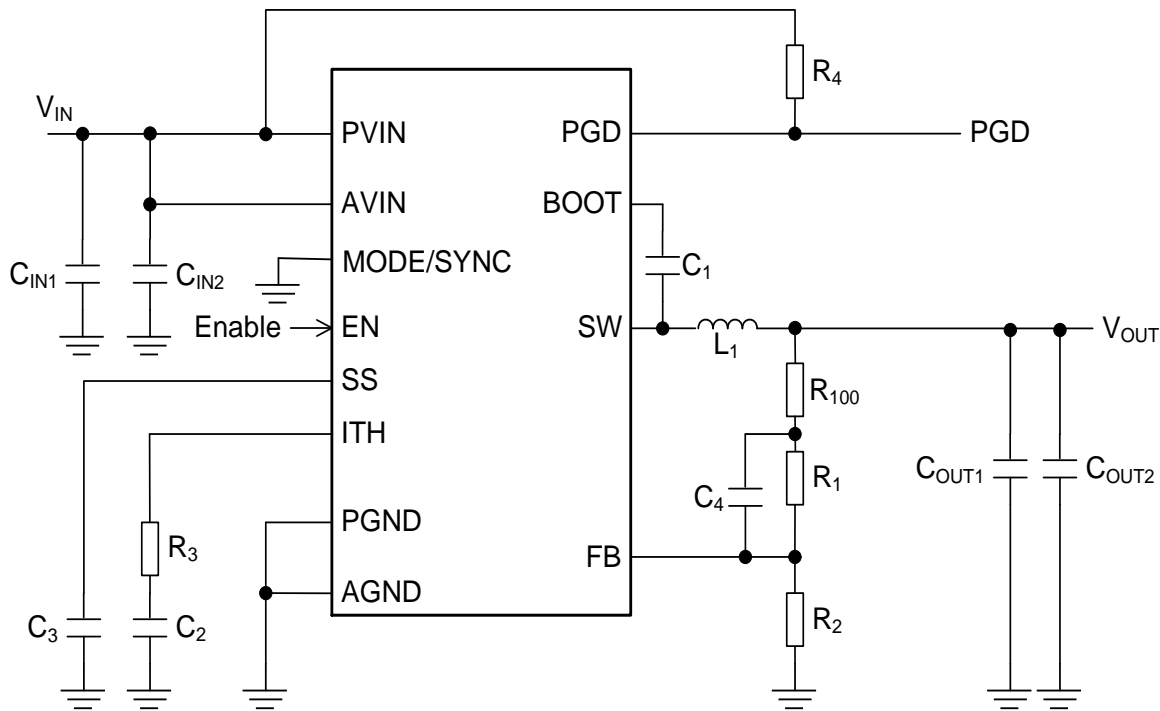 R4
VIN
PVIN
PGD
PGD
AVIN
BOOT
CIN1
CIN2
MODE/SYNC
C1
Enable
EN
SW
VOUT
L1
SS
R100
ITH
COUT1
COUT2
C4
R1
PGND
R3
FB
AGND
C3
C2
R2